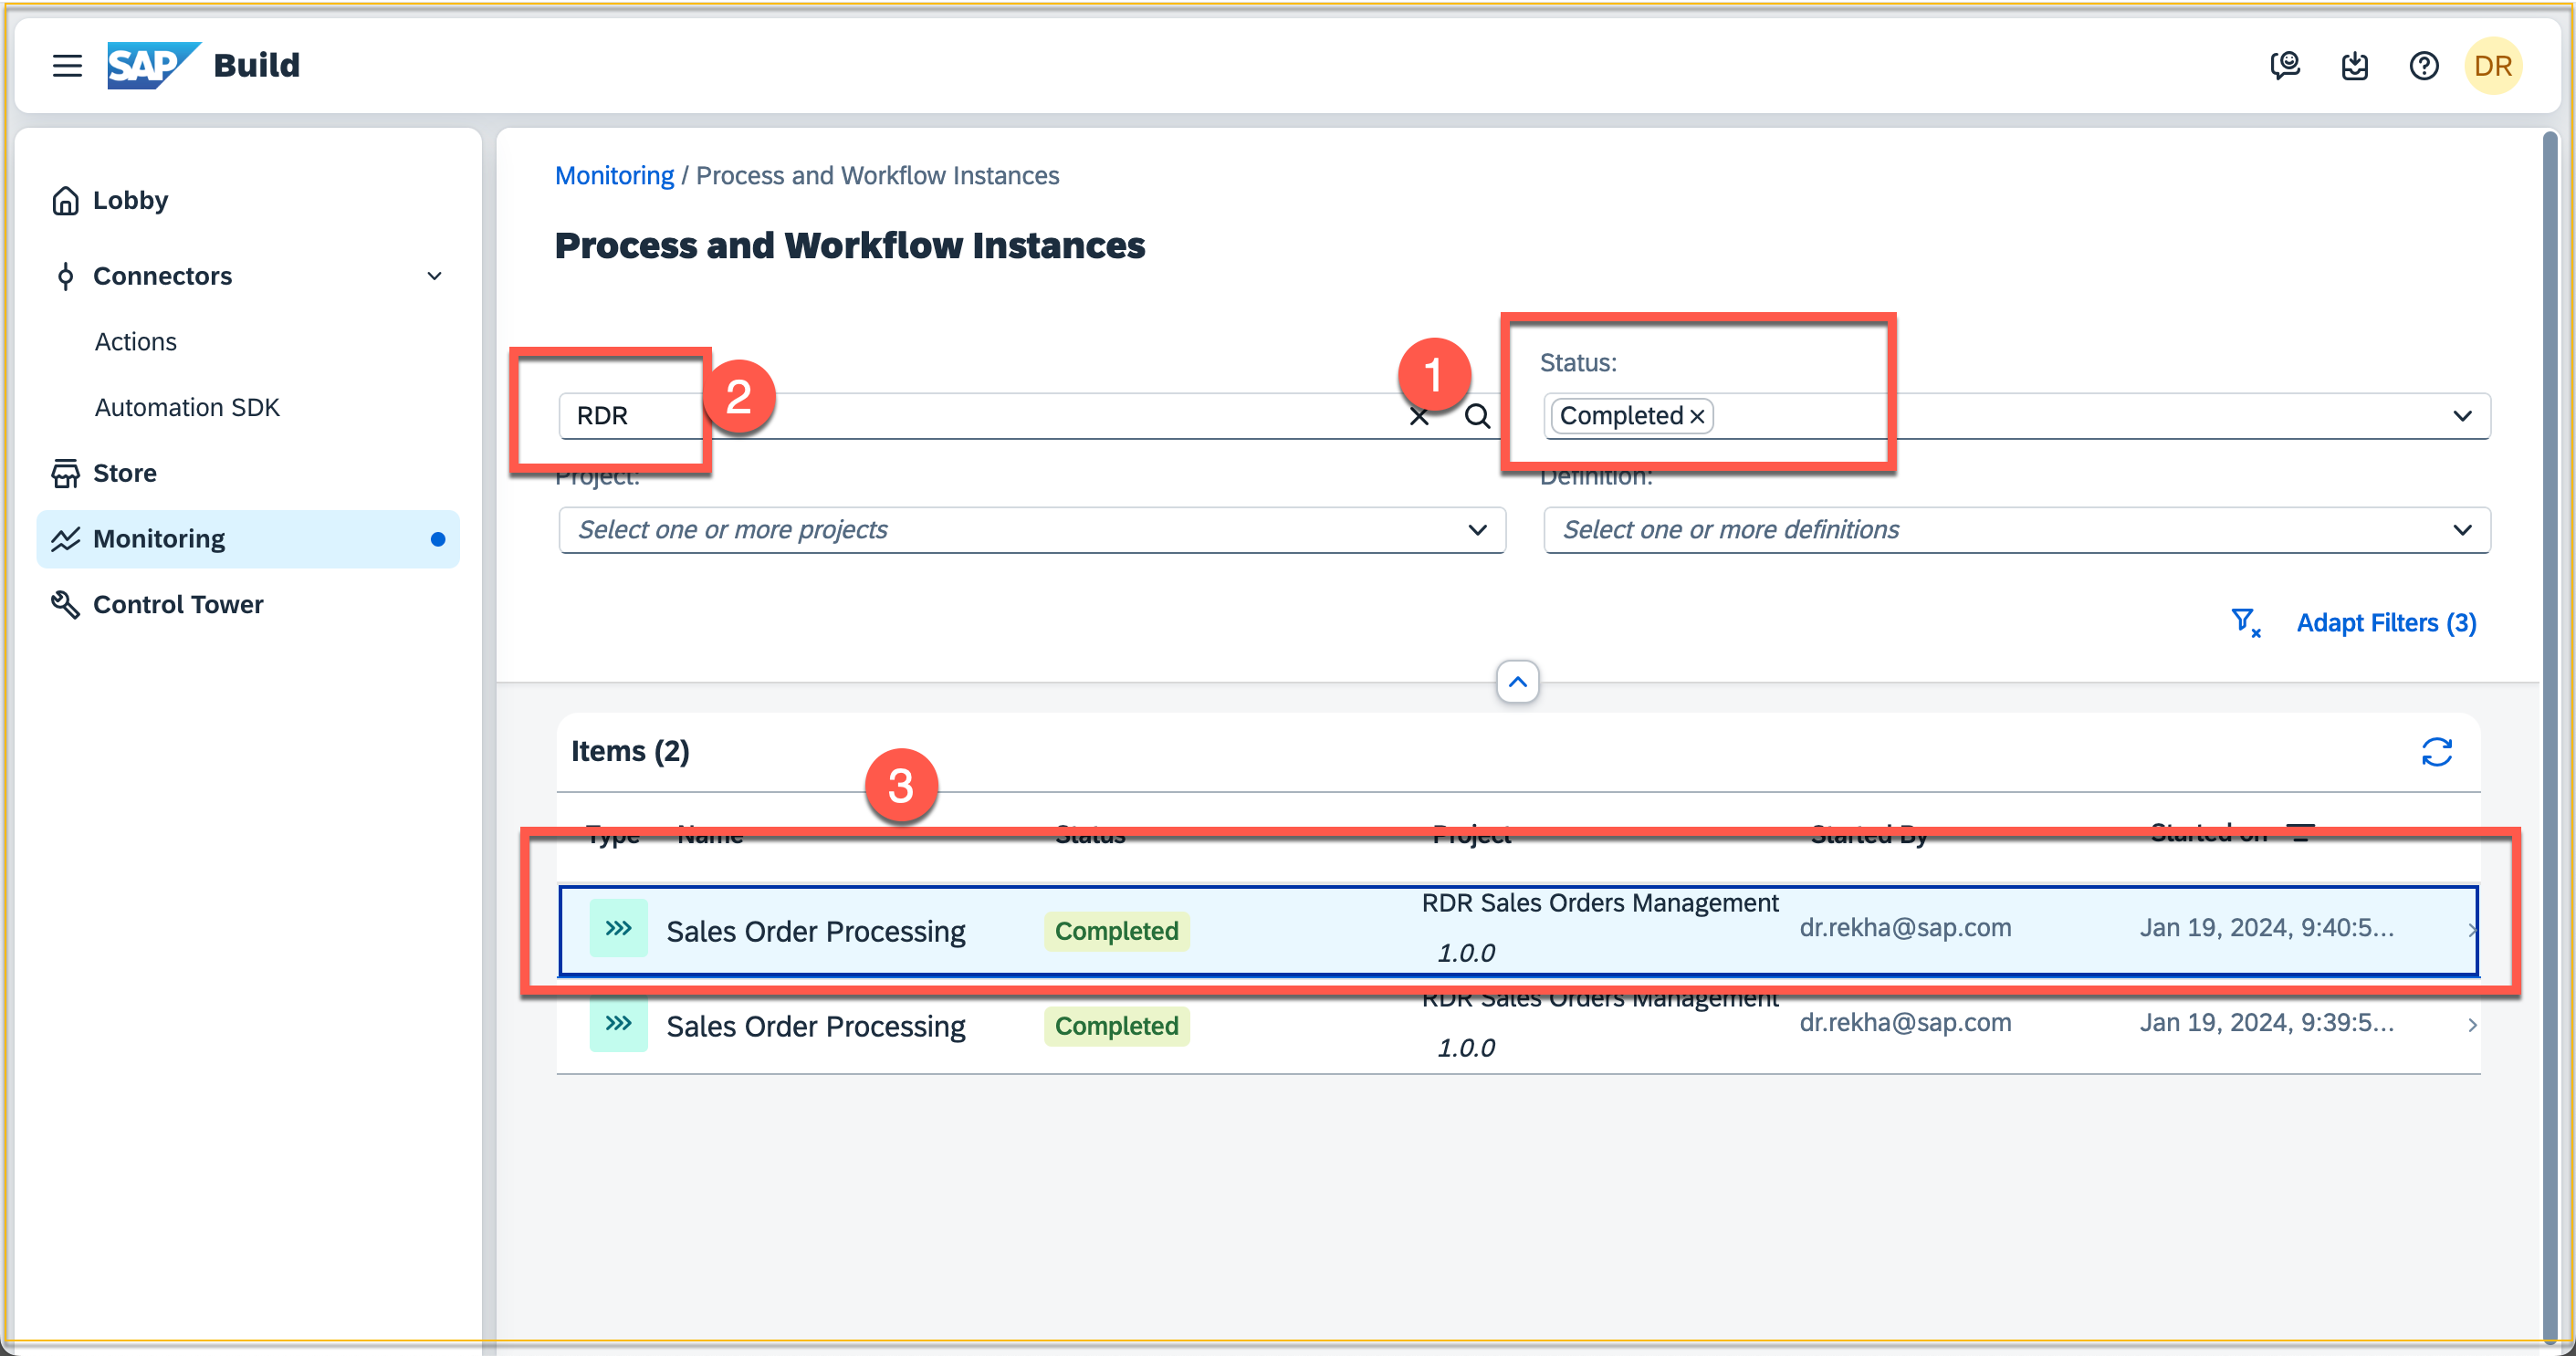 SAP Build
DR
Lobby
Connectors
Actions
Automation SDK
Store
Monitoring
Control Tower
Monitoring / Process and Workflow Instances
Process and Workflow Instances
1
Status:
2
RDR
Completed
Project:
Definition:
Select one or more projects
Select one or more definitions
Adapt Filters (3)
Items (2)
3
Type Name Status Project Started By Started on
Sales Order Processing Completed RDR Sales Orders Management dr.rekha@sap.com Jan 19, 2024, 9:40:5...
1.0.0
Sales Order Processing Completed RDR Sales Orders Management dr.rekha@sap.com Jan 19, 2024, 9:39:5...
1.0.0